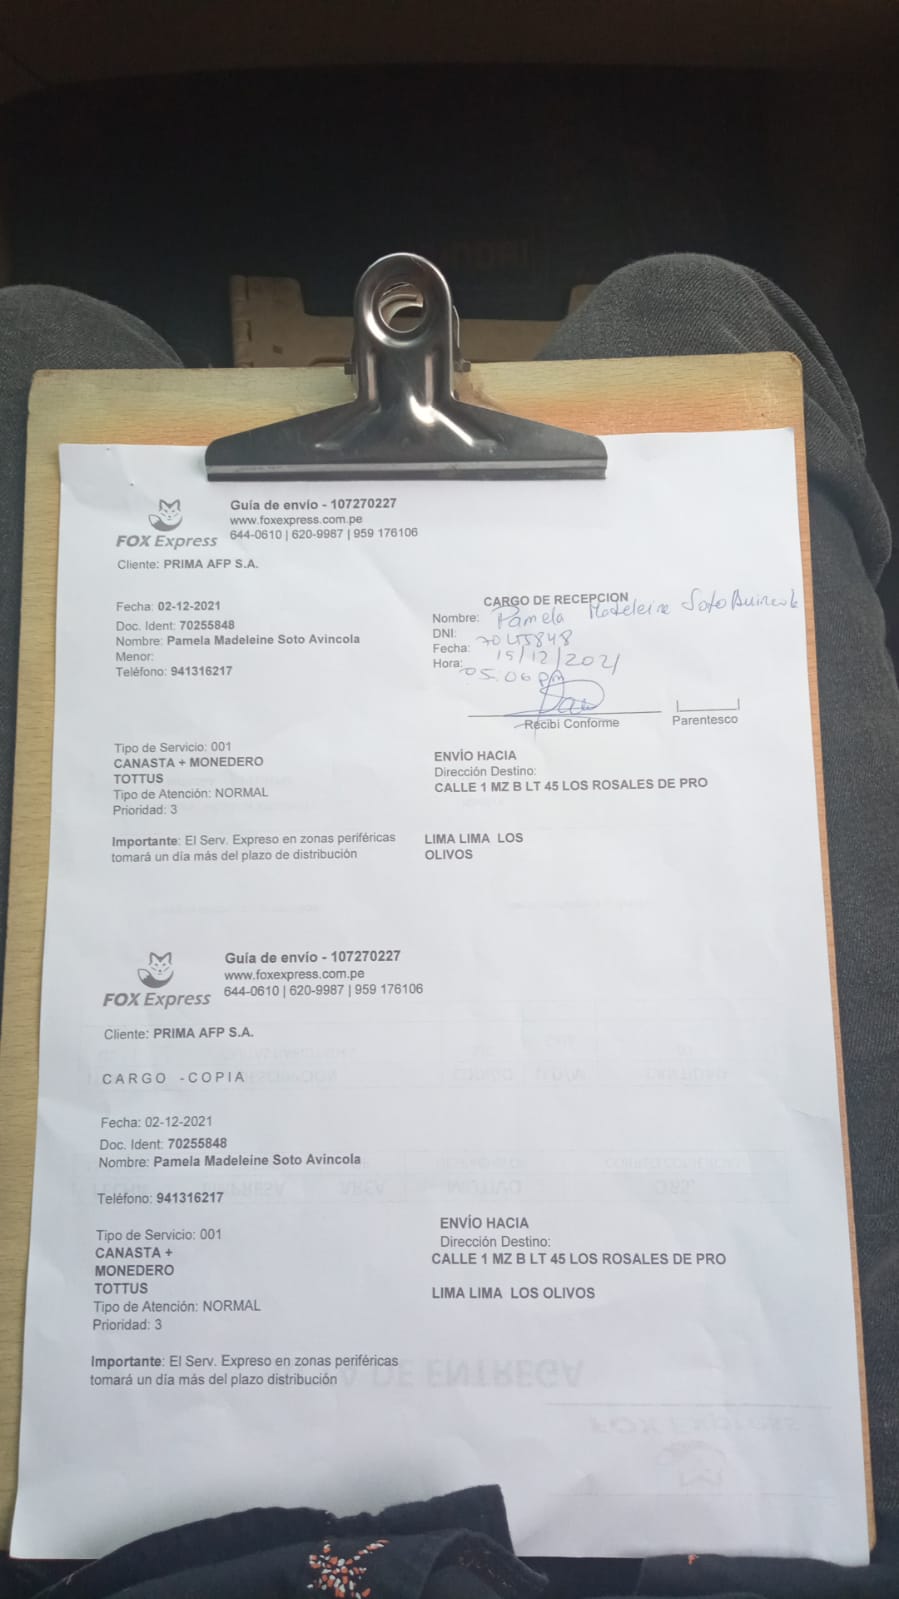 FOX Express
Guía de envío - 107270227
www.foxexpress.com.pe
644-0610 | 620-9987 | 959 176106
Cliente: PRIMA AFP S.A.
Fecha: 02-12-2021
Doc. Ident: 70255848
Nombre: Pamela Madeleine Soto Avincola
Menor:
Teléfono: 941316217
CARGO DE RECEPCION
Nombre: Pamela Madeleine Soto
DNI:
Fecha: 15/12/2021
Hora: 05:06 pm
Recibi Conforme
Parentesco
Tipo de Servicio: 001
CANASTA + MONEDERO
TOTTUS
Tipo de Atención: NORMAL
Prioridad: 3
ENVÍO HACIA
Dirección Destino:
CALLE 1 MZ B LT 45 LOS ROSALES DE PRO
Importante: El Serv. Expreso en zonas periféricas
tomará un día más del plazo de distribución
LIMA LIMA LOS
OLIVOS
FOX Express
Guía de envío - 107270227
www.foxexpress.com.pe
644-0610 | 620-9987 | 959 176106
Cliente: PRIMA AFP S.A.
CARGO - COPIA
Fecha: 02-12-2021
Doc. Ident: 70255848
Nombre: Pamela Madeleine Soto Avincola
Teléfono: 941316217
Tipo de Servicio: 001
CANASTA +
MONEDERO
TOTTUS
Tipo de Atención: NORMAL
Prioridad: 3
ENVÍO HACIA
Dirección Destino:
CALLE 1 MZ B LT 45 LOS ROSALES DE PRO
LIMA LIMA LOS OLIVOS
Importante: El Serv. Expreso en zonas periféricas
tomará un día más del plazo distribución